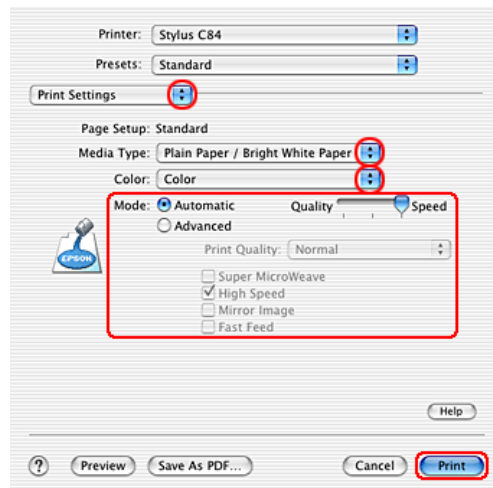 Printer: Stylus C84
Presets: Standard
Print Settings
Page Setup: Standard
Media Type: Plain Paper / Bright White Paper
Color: Color
Mode: Automatic Quality Speed
Advanced
Print Quality: Normal
Super MicroWeave
High Speed
Mirror Image
Fast Feed
EPSON
Help
? Preview Save As PDF... Cancel Print